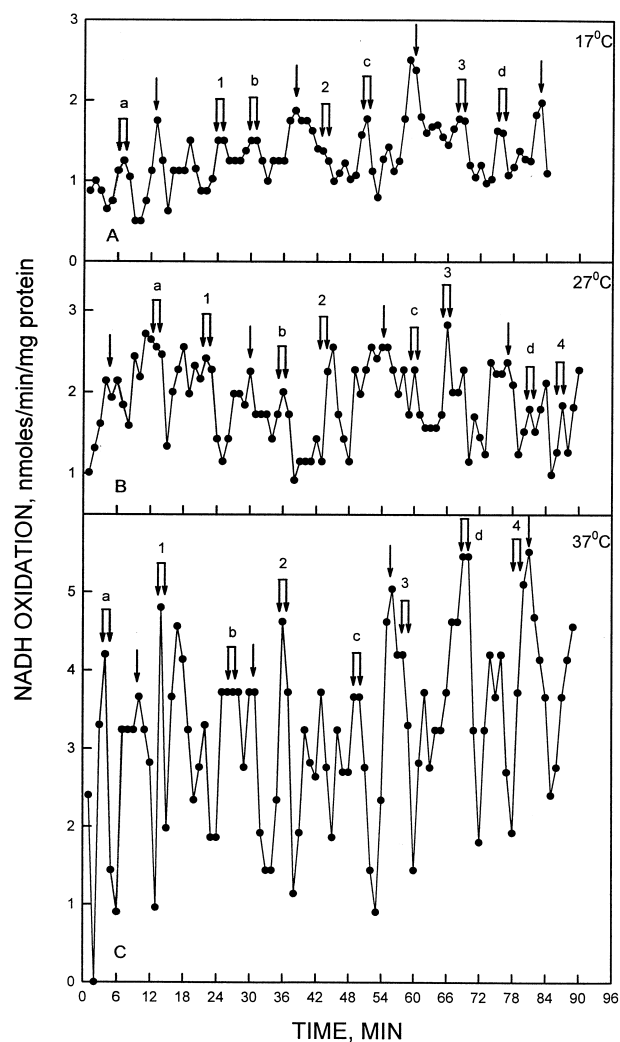 3
17⁰C
1
b
c
3
a
2
d
2
1
A
0
27⁰C
3
a
1
2
3
b
c
d
4
2
1
B
37⁰C
d
4
1
2
5
a
3
b
c
4
3
2
1
C
0
0 6 12 18 24 30 36 42 48 54 60 66 72 78 84 90 96
TIME, MIN
NADH OXIDATION, nmoles/min/mg protein